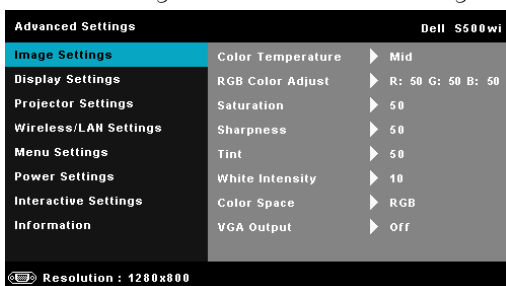 Advanced Settings Dell S500wi
Image Settings Color Temperature Mid
Display Settings RGB Color Adjust R: 50 G: 50 B: 50
Projector Settings Saturation 50
Wireless/LAN Settings Sharpness 50
Menu Settings Tint 50
Power Settings White Intensity 10
Interactive Settings Color Space RGB
Information VGA Output Off
Resolution : 1280x800